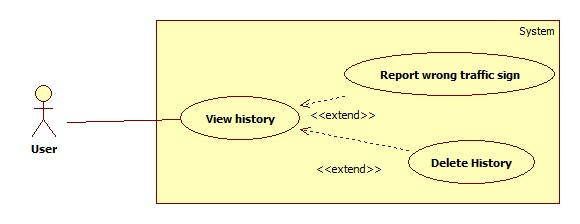 System
Report wrong traffic sign
View history
<<extend>>
User
Delete History
<<extend>>